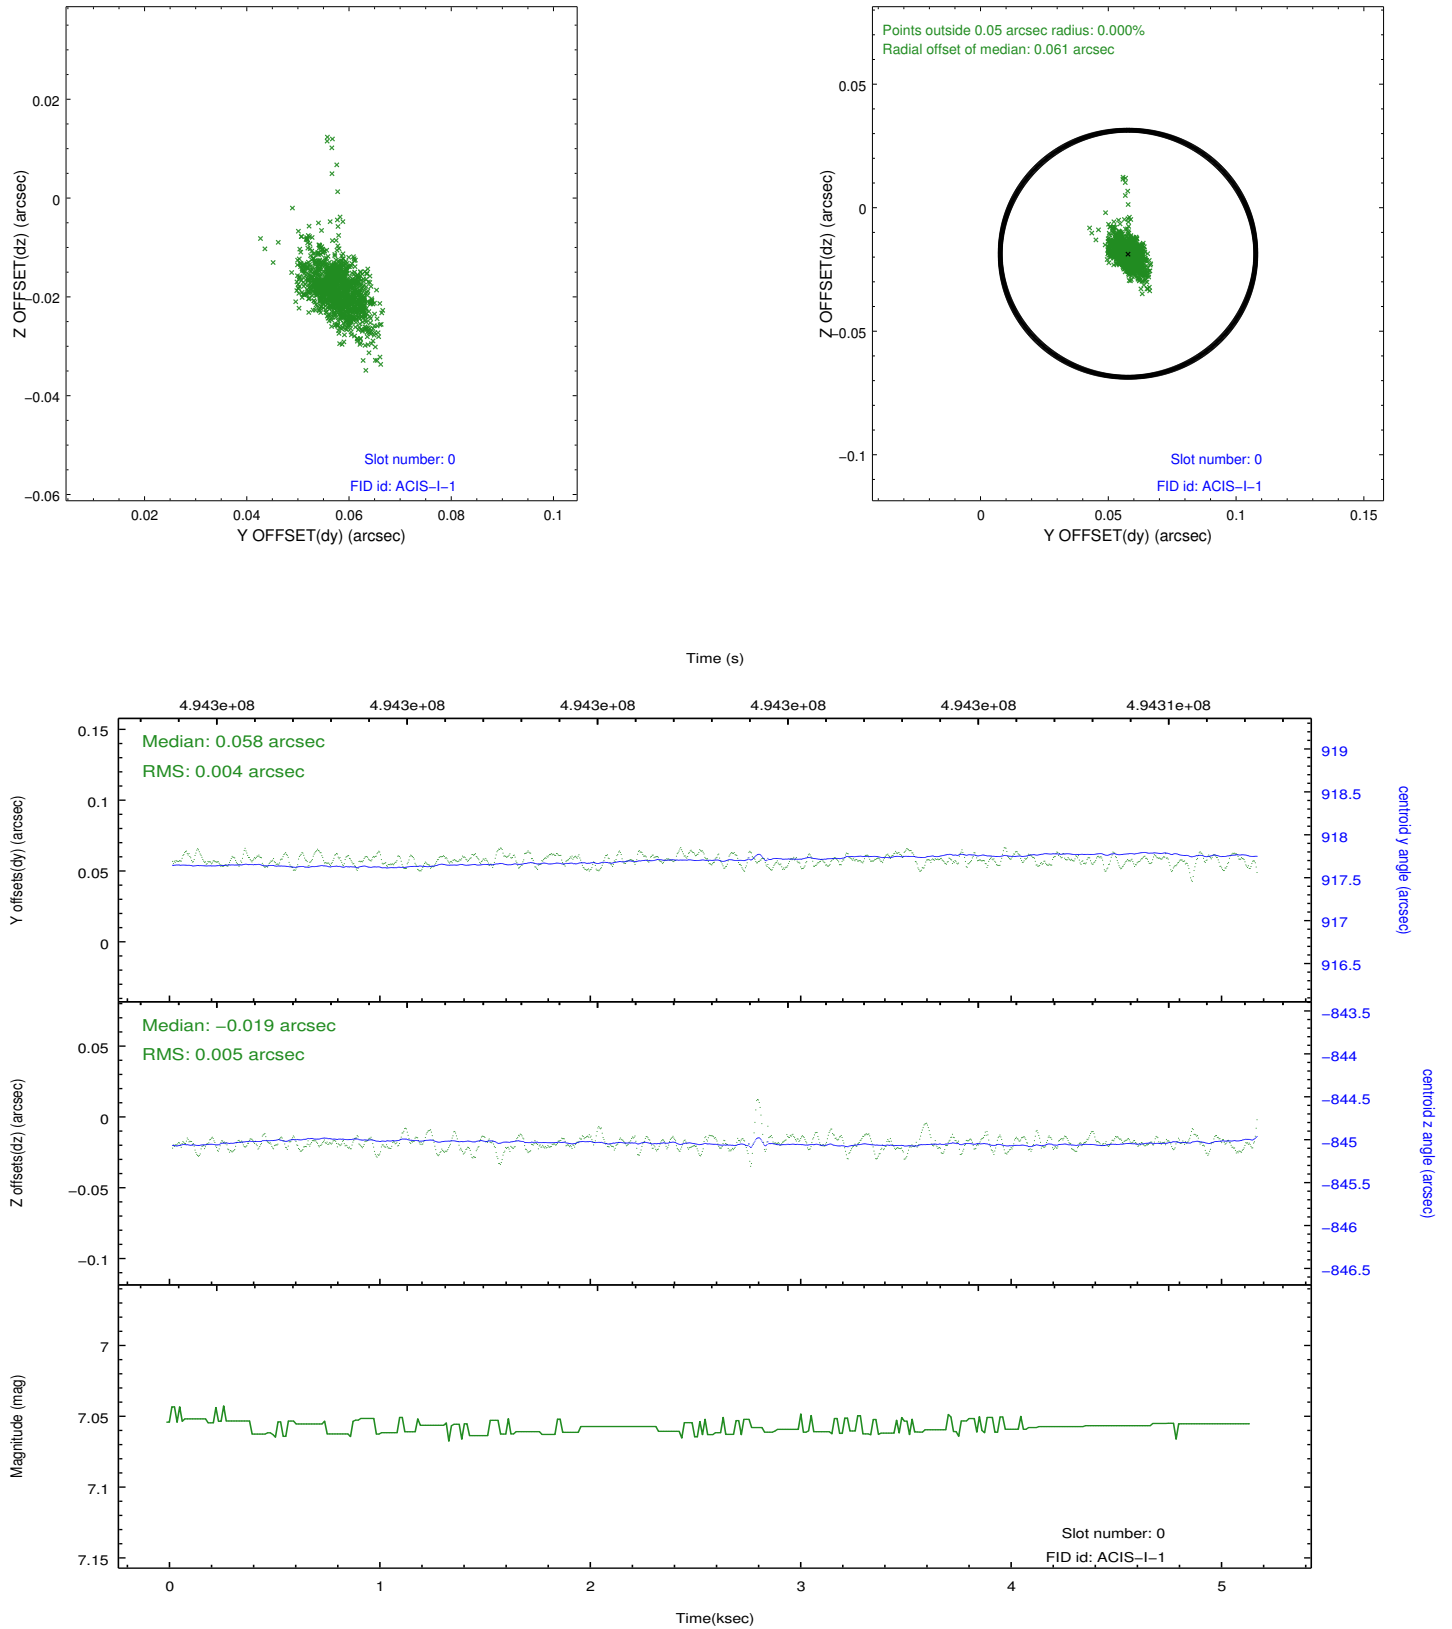 0.02
0
−0.02
−0.04
−0.06
Z OFFSET(dz) (arcsec)
Slot number: 0
FID id: ACIS−I−1
0.02
0.04
0.06
0.08
0.1
Y OFFSET(dy) (arcsec)
Points outside 0.05 arcsec radius: 0.000%
Radial offset of median: 0.061 arcsec
0.05
0
−0.05
−0.1
Z OFFSET(dz) (arcsec)
Slot number: 0
FID id: ACIS−I−1
0
0.05
0.1
0.15
Y OFFSET(dy) (arcsec)
Time (s)
4.943e+08
4.943e+08
4.943e+08
4.943e+08
4.943e+08
4.9431e+08
Median: 0.058 arcsec
RMS: 0.004 arcsec
0.15
0.1
0.05
0
Y offsets(dy) (arcsec)
919
918.5
918
917.5
917
916.5
centroid y angle (arcsec)
Median: −0.019 arcsec
RMS: 0.005 arcsec
0.05
0
−0.05
−0.1
Z offsets(dz) (arcsec)
−843.5
−844
−844.5
−845
−845.5
−846
−846.5
centroid z angle (arcsec)
7
7.05
7.1
7.15
Magnitude (mag)
Slot number: 0
FID id: ACIS−I−1
0
1
2
3
4
5
Time(ksec)